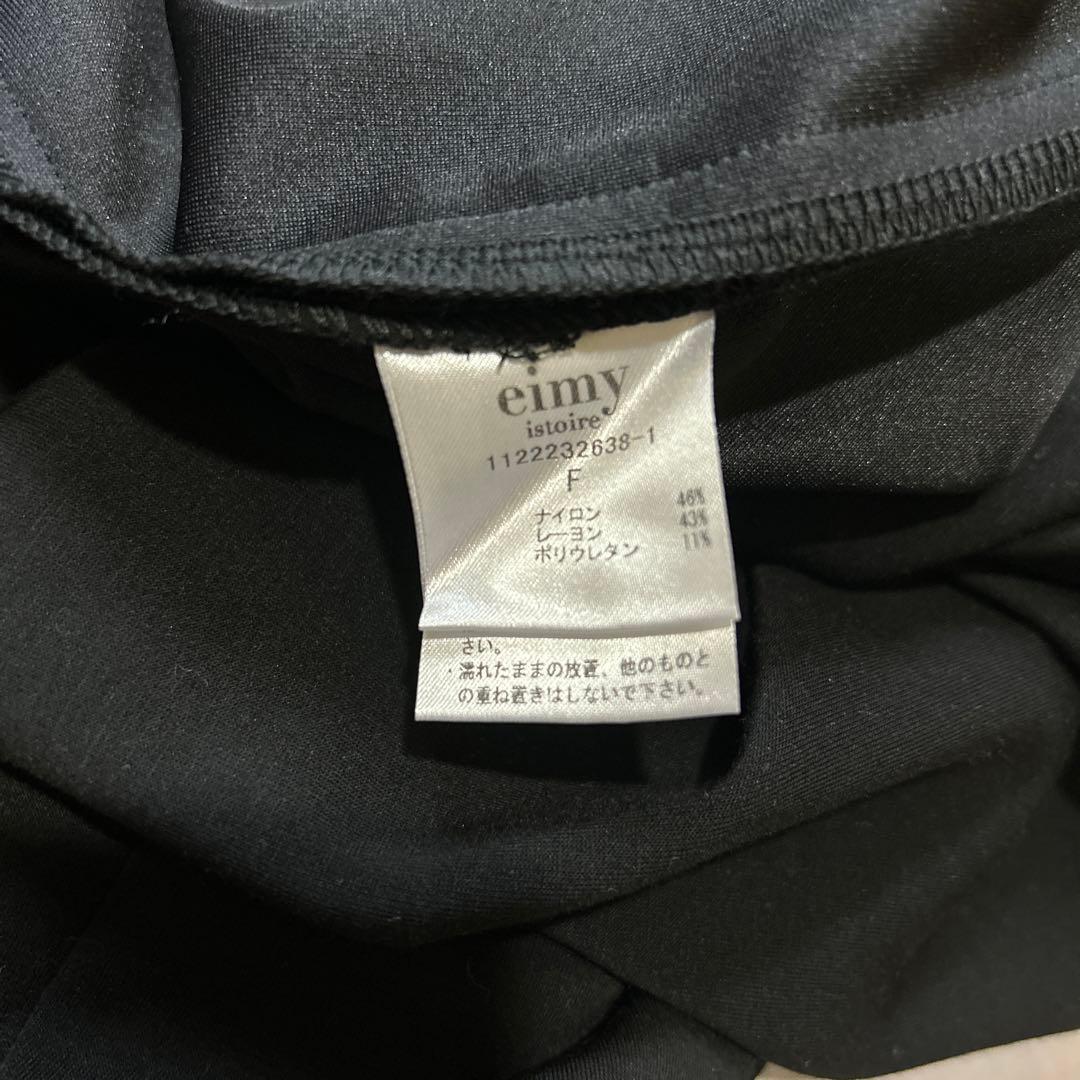 eimy
istoire
1122232638-1
F
ナイロン 46%
レーヨン 43%
ポリウレタン 11%
さい。
・濡れたままの放置、他のものと
の重ね置きはしないで下さい。